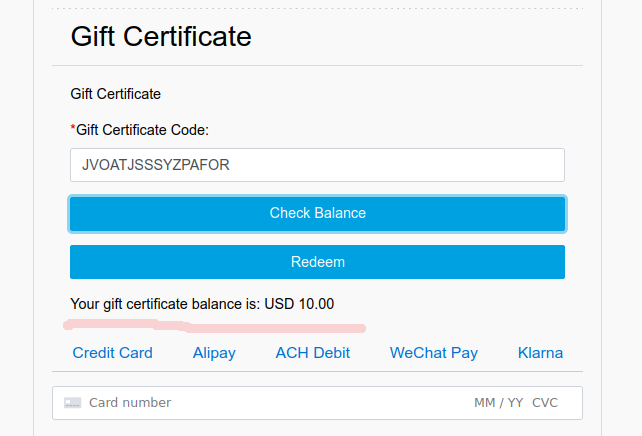 Gift Certificate
Gift Certificate
*Gift Certificate Code:
JVOATJSSSYZPAFOR
Check Balance
Redeem
Your gift certificate balance is: USD 10.00
Credit Card Alipay ACH Debit WeChat Pay Klarna
Card number MM / YY CVC